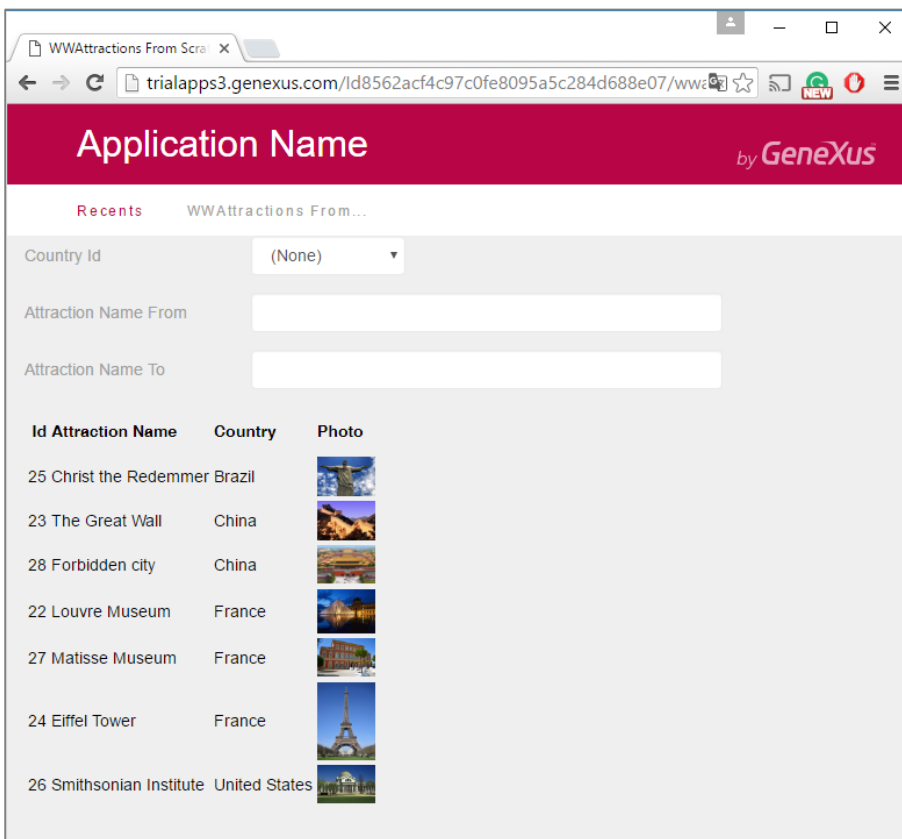 WWAttractions From Scra
trialapps3.genexus.com/Id8562acf4c97c0fe8095a5c284d688e07/wwa
NEW
Application Name
by GeneXus
Recents WWAttractions From...
Country Id (None)
Attraction Name From
Attraction Name To
Id Attraction Name Country Photo
25 Christ the Redemmer Brazil
23 The Great Wall China
28 Forbidden city China
22 Louvre Museum France
27 Matisse Museum France
24 Eiffel Tower France
26 Smithsonian Institute United States